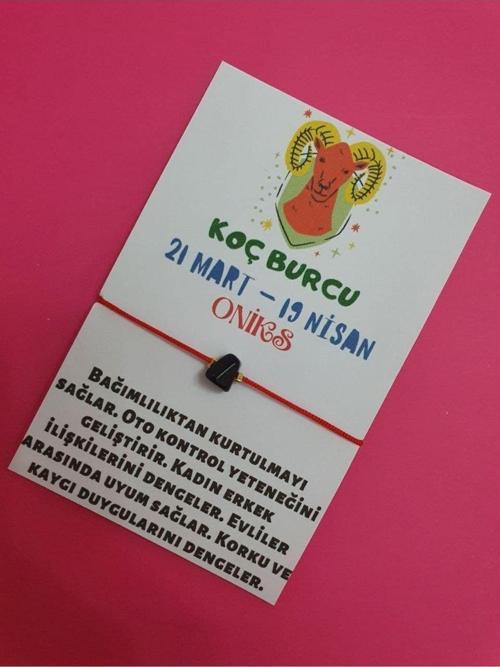 KOÇ BURCU
21 MART – 19 NİSAN
ONİKS
BAĞIMLILIKTAN KURTULMAYI
SAĞLAR. OTO KONTROL YETENEĞİNİ
GELİŞTİRİR. KADIN ERKEK
İLİŞKİLERİNİ DENGELER. EVLİLER
ARASINDA UYUM SAĞLAR. KORKU VE
KAYGI DUYGULARINI DENGELER.